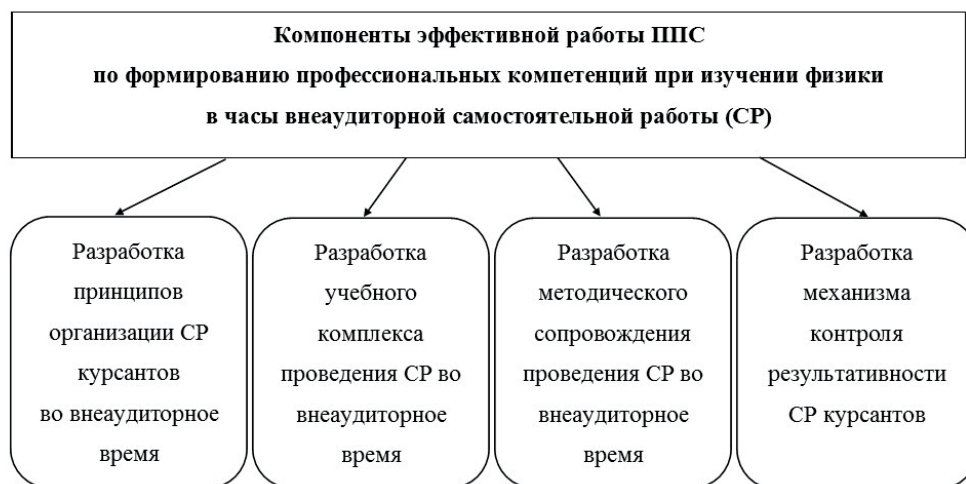 Компоненты эффективной работы ППС
по формированию профессиональных компетенций при изучении физики
в часы внеаудиторной самостоятельной работы (СР)
Разработка
принципов
организации СР
курсантов
во внеаудиторное
время
Разработка
учебного
комплекса
проведения СР во
внеаудиторное
время
Разработка
методического
сопровождения
проведения СР во
внеаудиторное
время
Разработка
механизма
контроля
результативности
СР курсантов